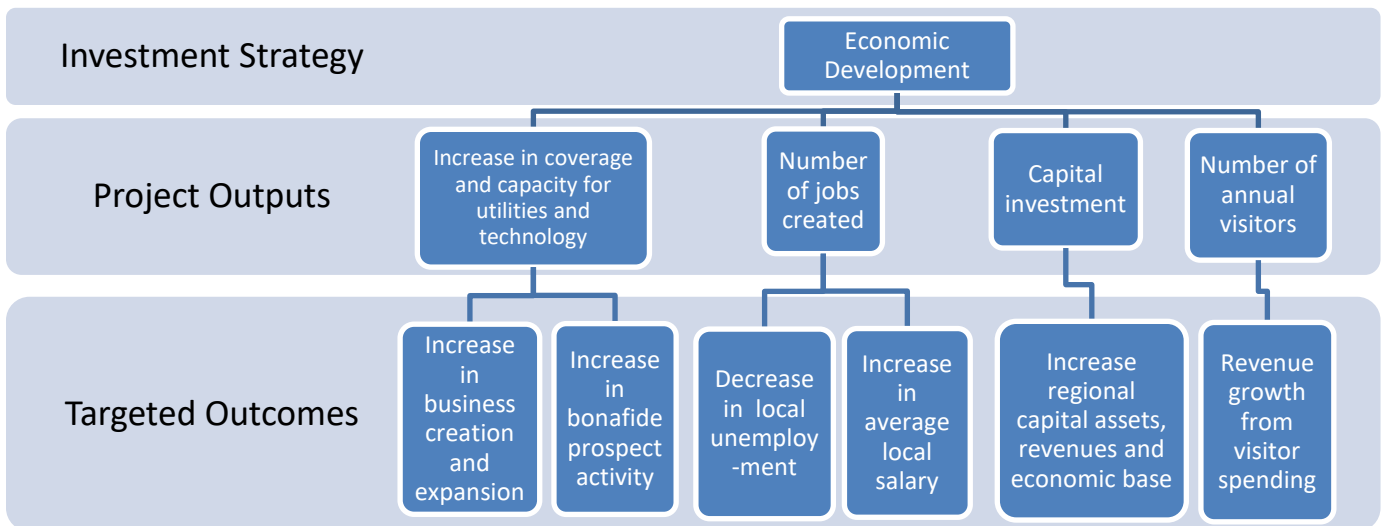 Investment Strategy
Economic
Development
Project Outputs
Increase in coverage
and capacity for
utilities and
technology
Number
of jobs
created
Capital
investment
Number of
annual
visitors
Targeted Outcomes
Increase
in
business
creation
and
expansion
Increase
in
bonafide
prospect
activity
Decrease
in local
unemploy
-ment
Increase
in
average
local
salary
Increase
regional
capital assets,
revenues and
economic base
Revenue
growth
from
visitor
spending